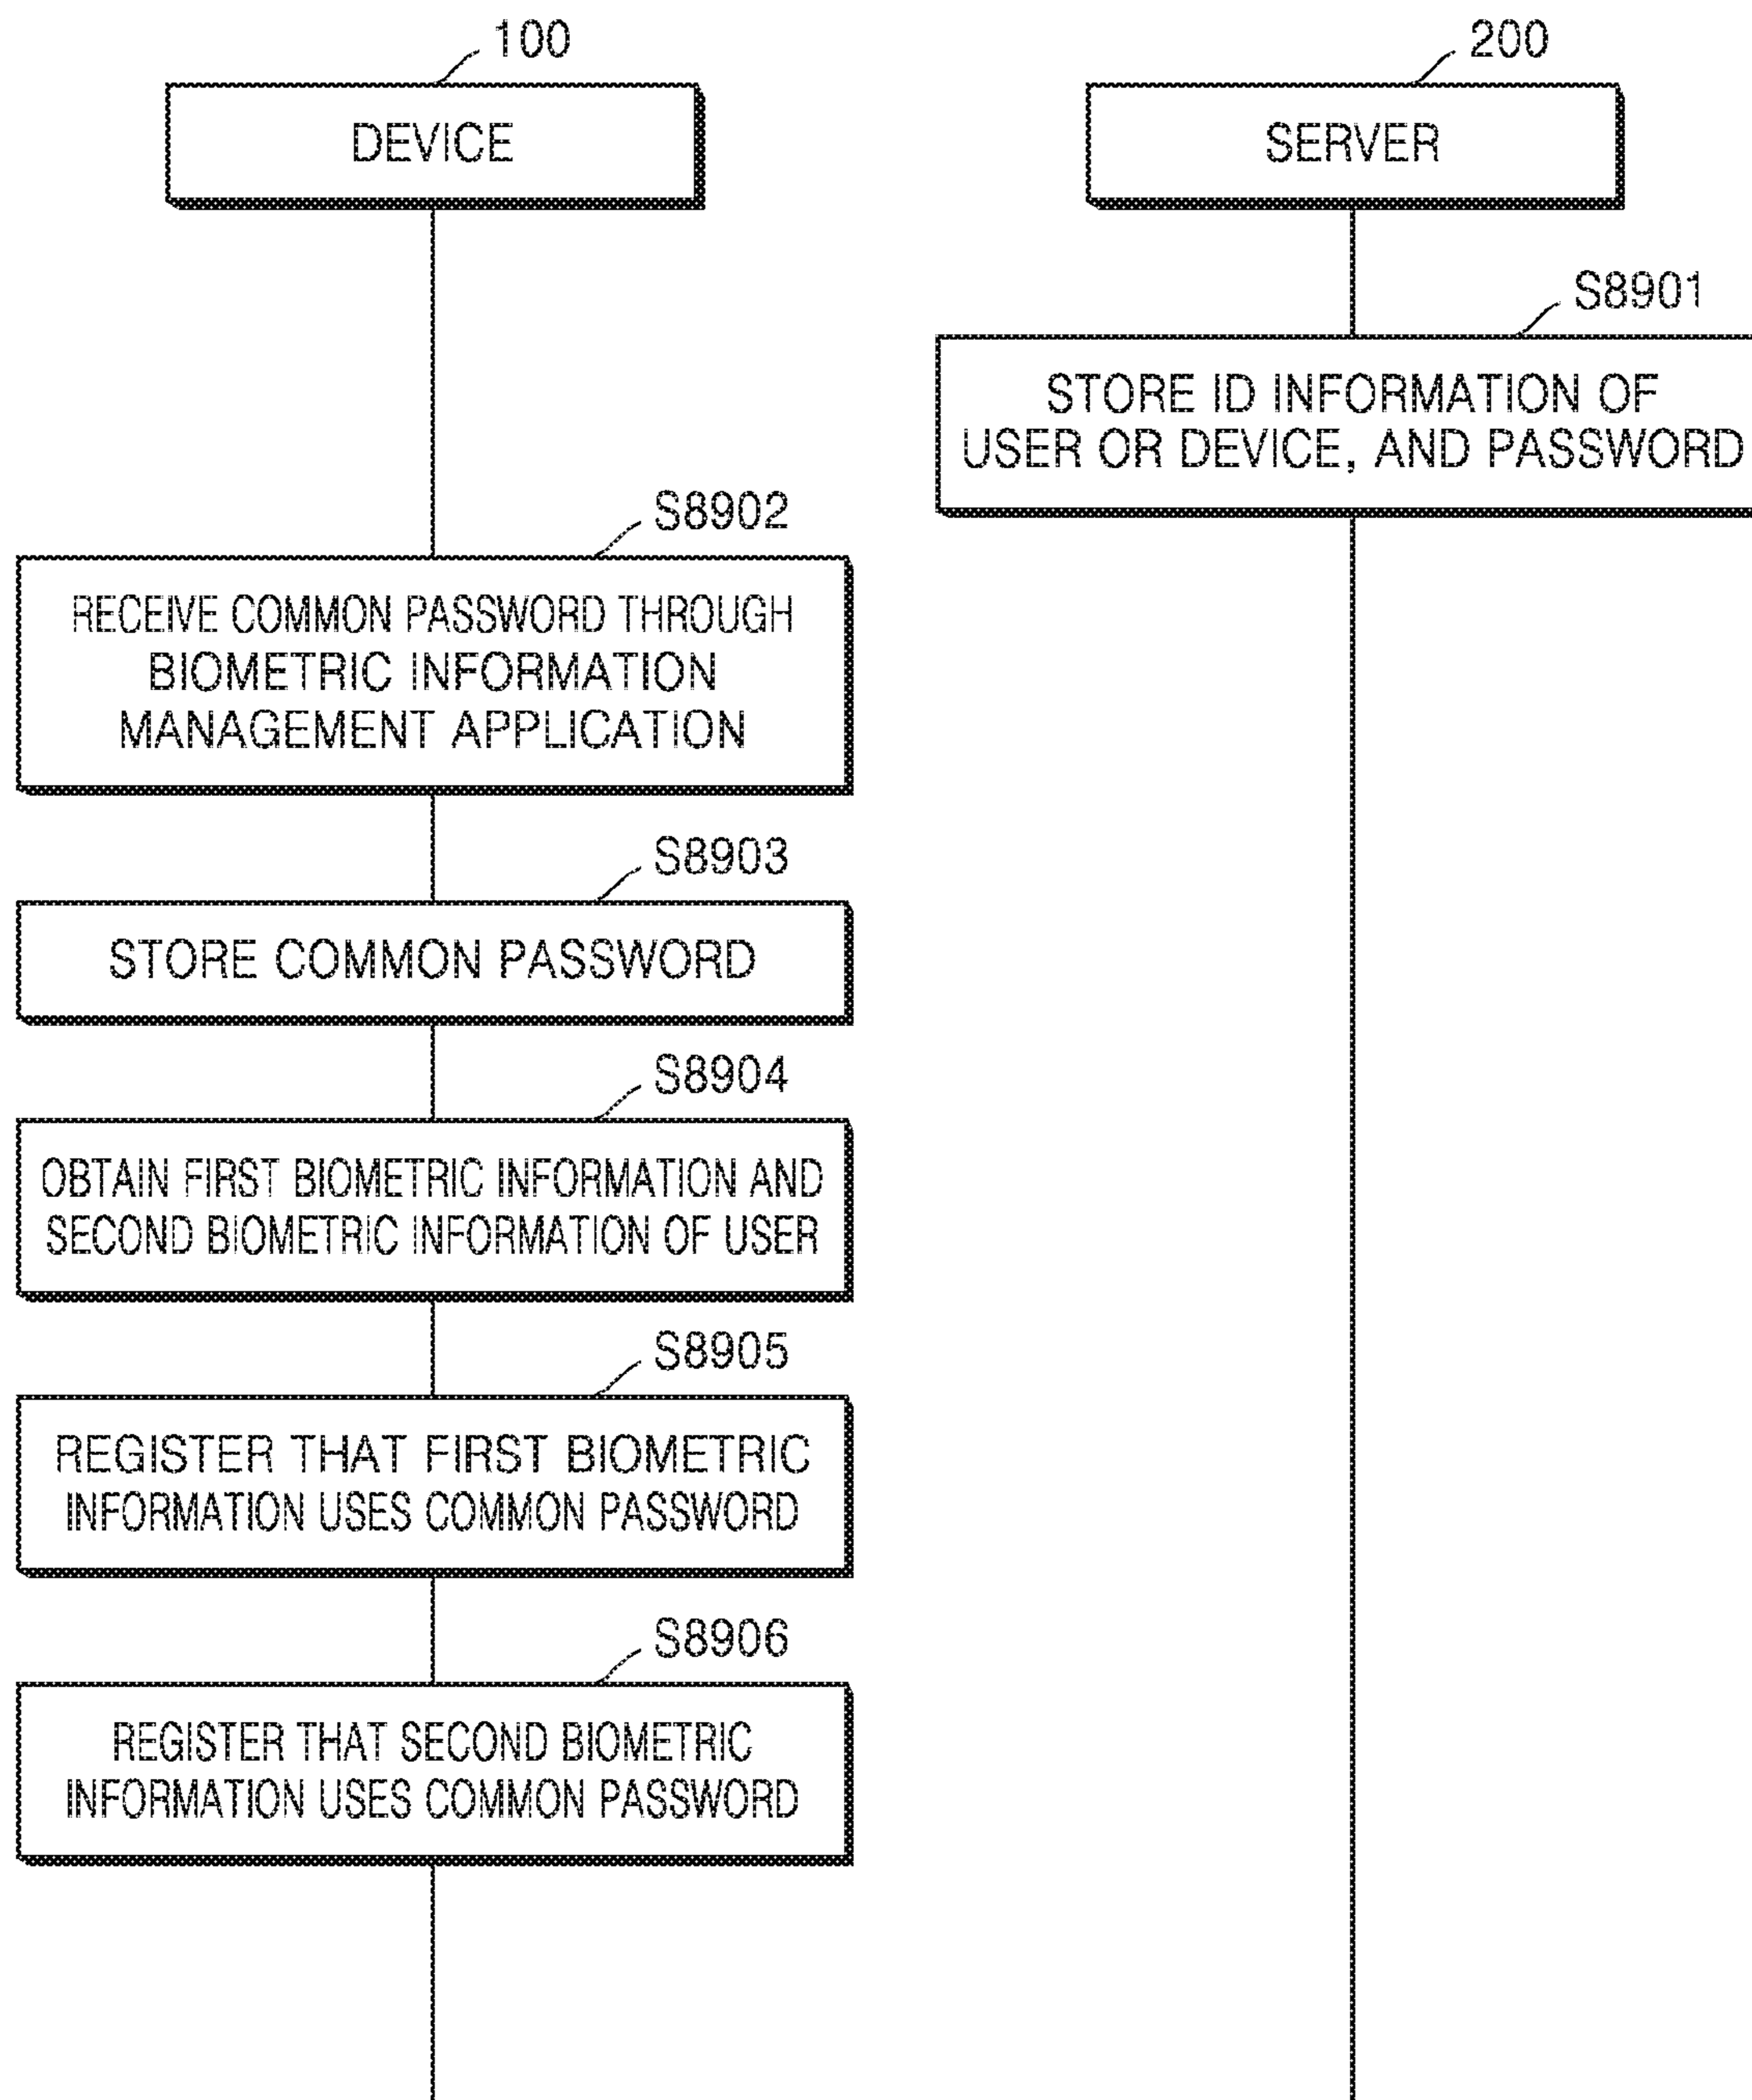 100
DEVICE
200
SERVER
S8901
STORE ID INFORMATION OF
USER OR DEVICE, AND PASSWORD
S8902
RECEIVE COMMON PASSWORD THROUGH
BIOMETRIC INFORMATION
MANAGEMENT APPLICATION
S8903
STORE COMMON PASSWORD
S8904
OBTAIN FIRST BIOMETRIC INFORMATION AND
SECOND BIOMETRIC INFORMATION OF USER
S8905
REGISTER THAT FIRST BIOMETRIC
INFORMATION USES COMMON PASSWORD
S8906
REGISTER THAT SECOND BIOMETRIC
INFORMATION USES COMMON PASSWORD